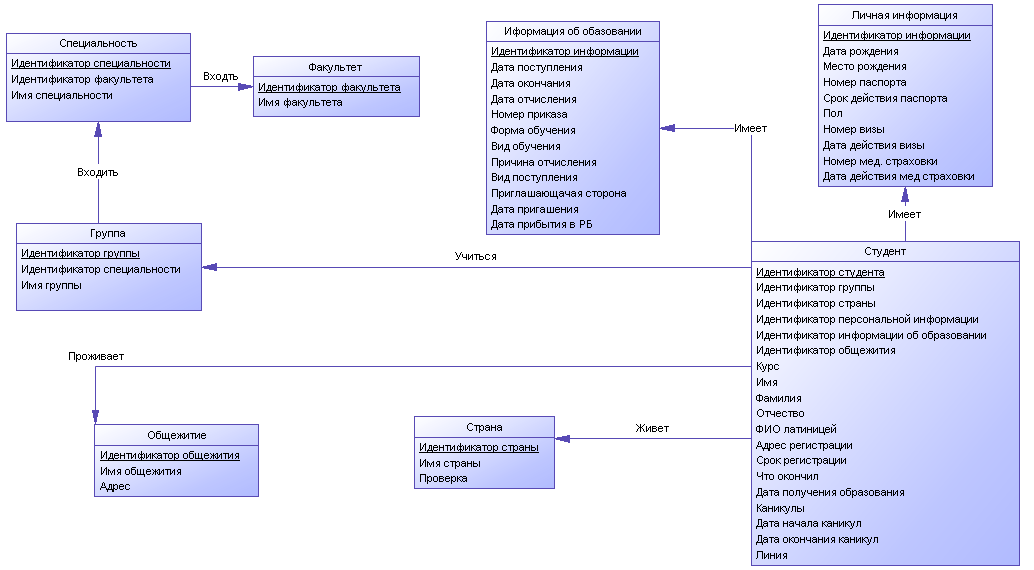 Специальность
Идентификатор специальности
Идентификатор факультета
Имя специальности
Входть
Факультет
Идентификатор факультета
Имя факультета
Иформация об обазовании
Идентификатор информации
Дата поступления
Дата окончания
Дата отчисления
Номер приказа
Форма обучения
Вид обучения
Причина отчисления
Вид поступления
Приглашающачая сторона
Дата пригашения
Дата прибытия в РБ
Имеет
Личная информация
Идентификатор информации
Дата рождения
Место рождения
Номер паспорта
Срок действия паспорта
Пол
Номер визы
Дата действия визы
Номер мед. страховки
Дата действия мед страховки
Имеет
Входить
Группа
Идентификатор группы
Идентификатор специальности
Имя группы
Учиться
Студент
Идентификатор студента
Идентификатор группы
Идентификатор страны
Идентификатор персональной информации
Идентификатор информации об образовании
Идентификатор общежития
Курс
Имя
Фамилия
Отчество
ФИО латиницей
Адрес регистрации
Срок регистрации
Что окончил
Дата получения образования
Каникулы
Дата начала каникул
Дата окончания каникул
Линия
Проживает
Общежитие
Идентификатор общежития
Имя общежития
Адрес
Страна
Идентификатор страны
Имя страны
Проверка
Живет